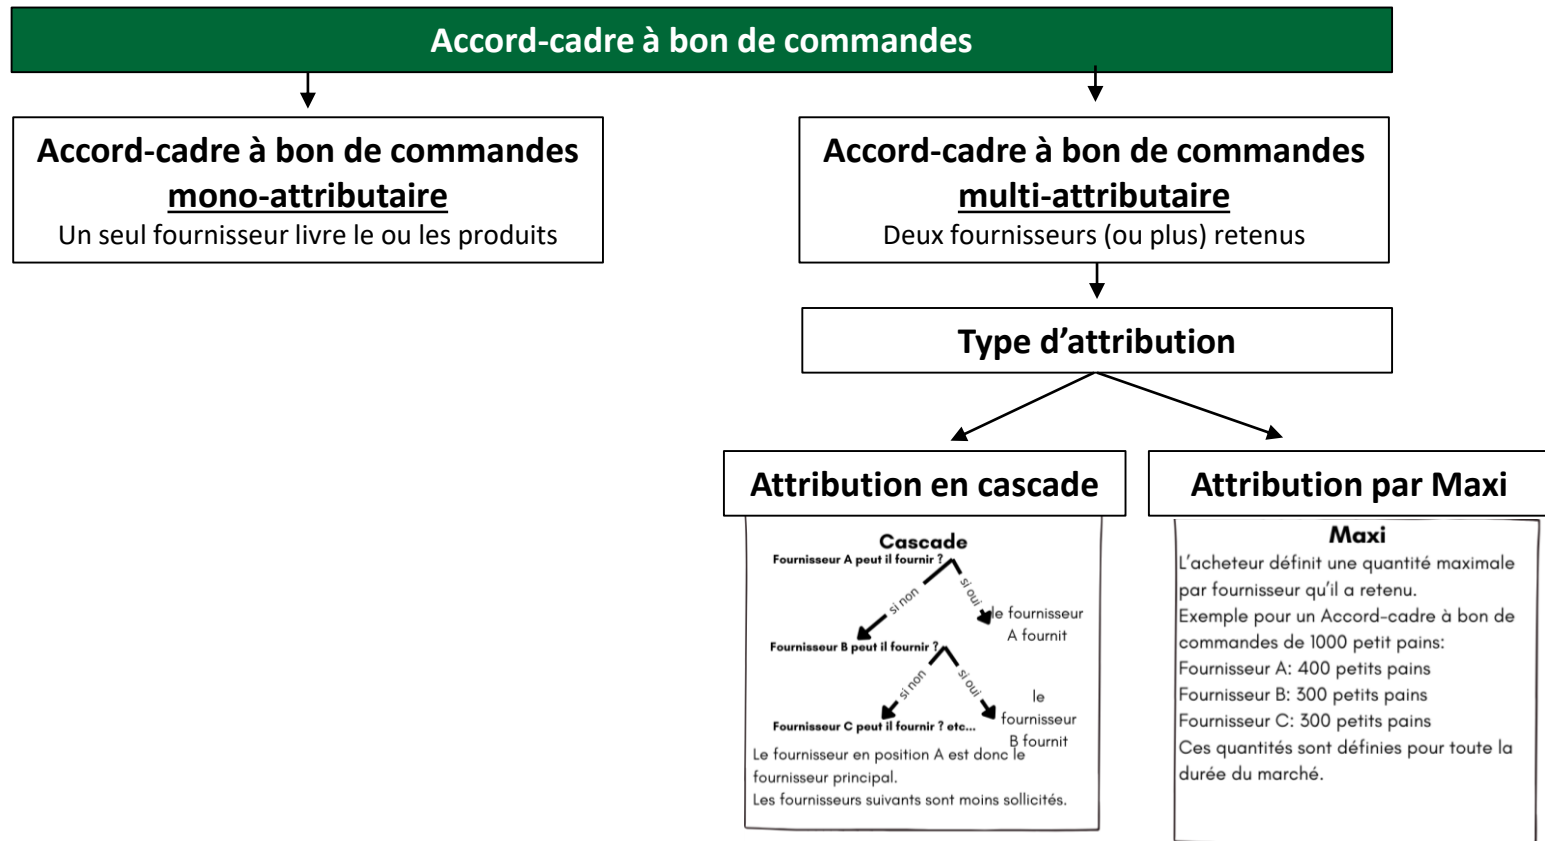 Accord-cadre à bon de commandes
Accord-cadre à bon de commandes
mono-attributaire
Un seul fournisseur livre le ou les produits
Accord-cadre à bon de commandes
multi-attributaire
Deux fournisseurs (ou plus) retenus
Type d'attribution
Attribution en cascade
Cascade
Fournisseur A peut il fournir ?
si non
si oui
le fournisseur
A fournit
Fournisseur B peut il fournir ?
si non
si oui
le
fournisseur
B fournit
Fournisseur C peut il fournir ? etc...
Le fournisseur en position A est donc le
fournisseur principal.
Les fournisseurs suivants sont moins sollicités.
Attribution par Maxi
Maxi
L'acheteur définit une quantité maximale
par fournisseur qu'il a retenu.
Exemple pour un Accord-cadre à bon de
commandes de 1000 petit pains:
Fournisseur A: 400 petits pains
Fournisseur B: 300 petits pains
Fournisseur C: 300 petits pains
Ces quantités sont définies pour toute la
durée du marché.